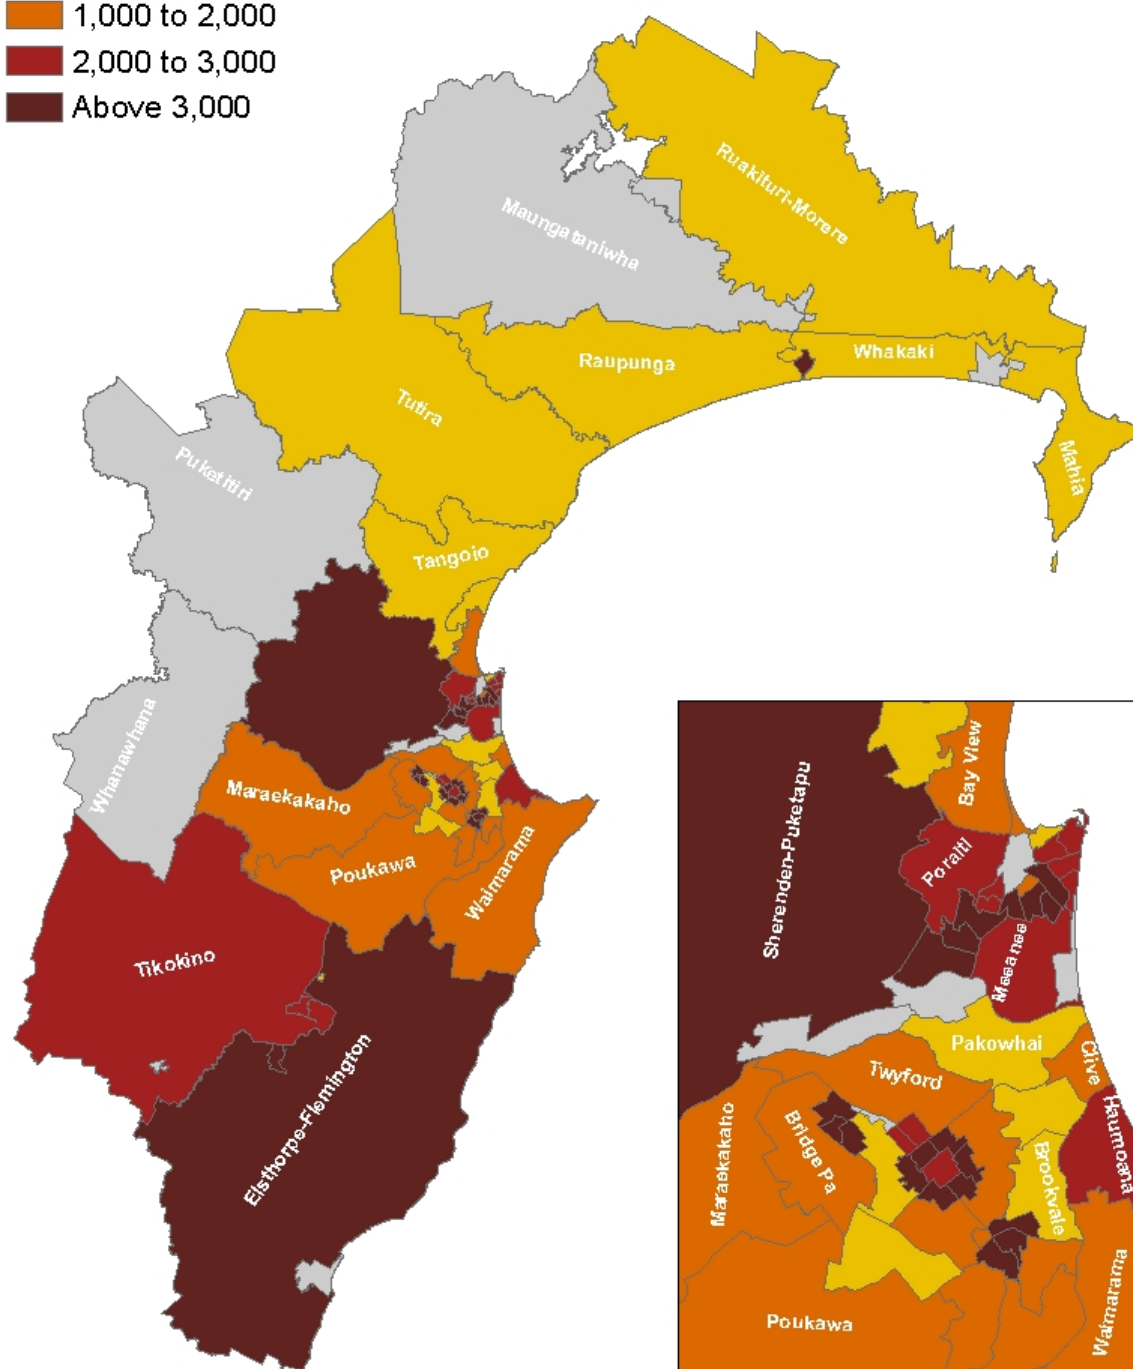 1,000 to 2,000
2,000 to 3,000
Above 3,000
Ruakituri-Morere
Maungataniwha
Whakaki
Raupunga
Tutira
Mahia
Puketitiri
Tangoio
Whanawhana
Maraekakaho
Poukawa
Waimarama
Tikokino
Elsthorpe-Flemington
Bay View
Sherenden-Puketapu
Poraiti
Meeanee
Pakowhai
Clive
Twyford
Haumoana
Maraekakaho
Bridge Pa
Brookvale
Waimarama
Poukawa